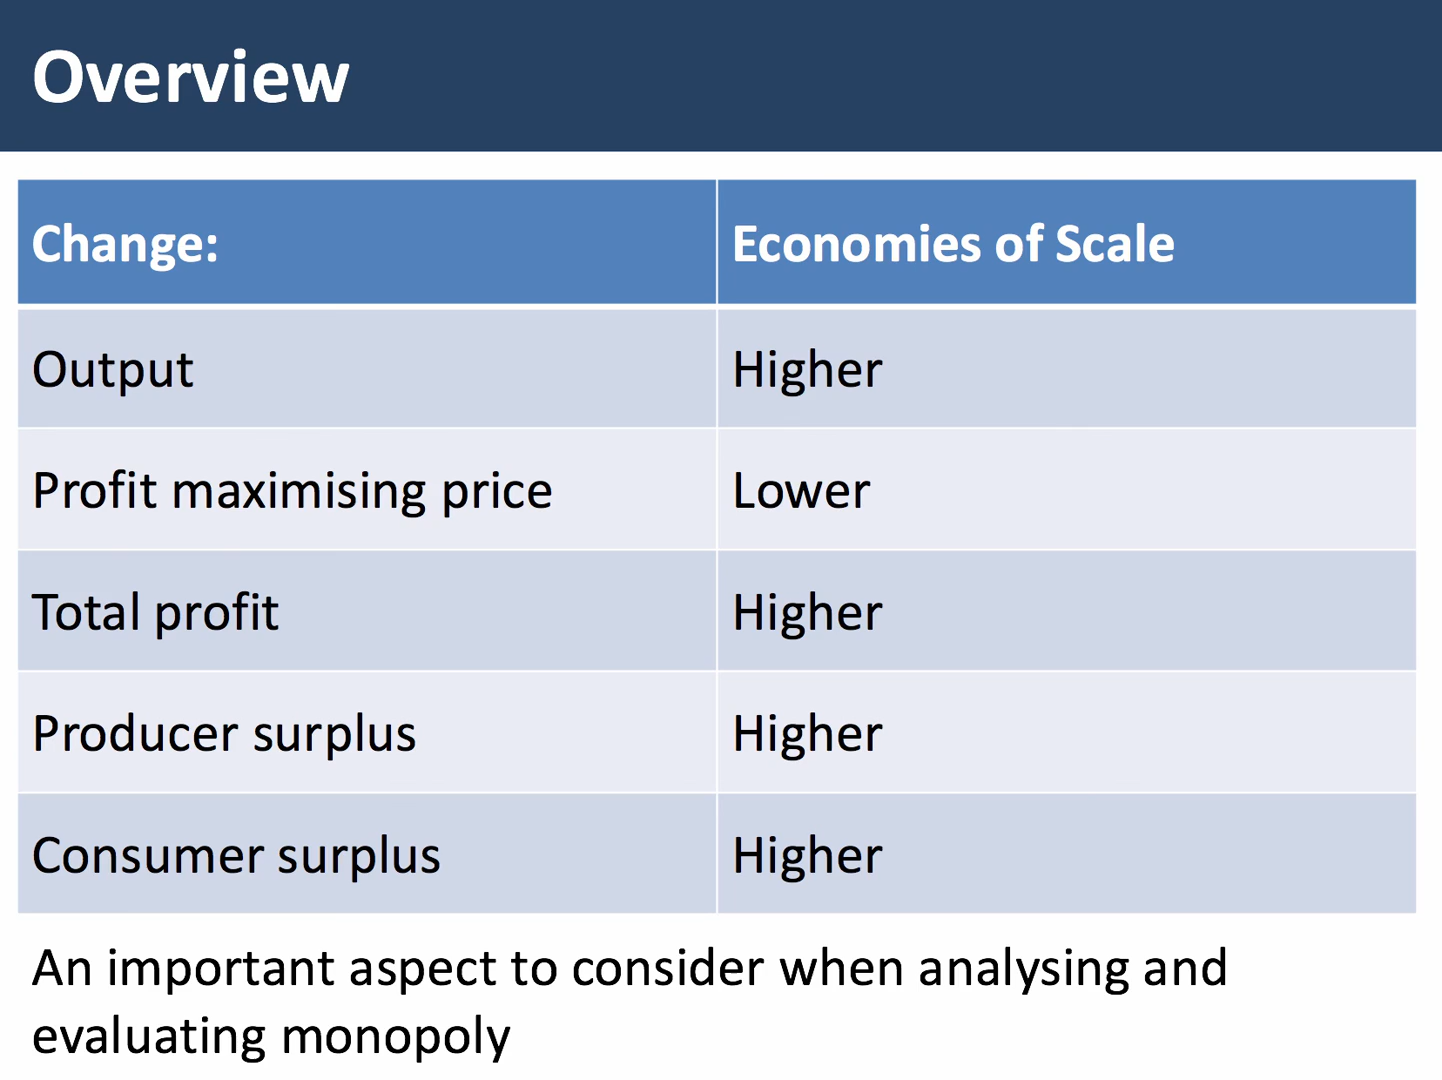 Overview
Change: Economies of Scale
Output Higher
Profit maximising price Lower
Total profit Higher
Producer surplus Higher
Consumer surplus Higher
An important aspect to consider when analysing and
evaluating monopoly